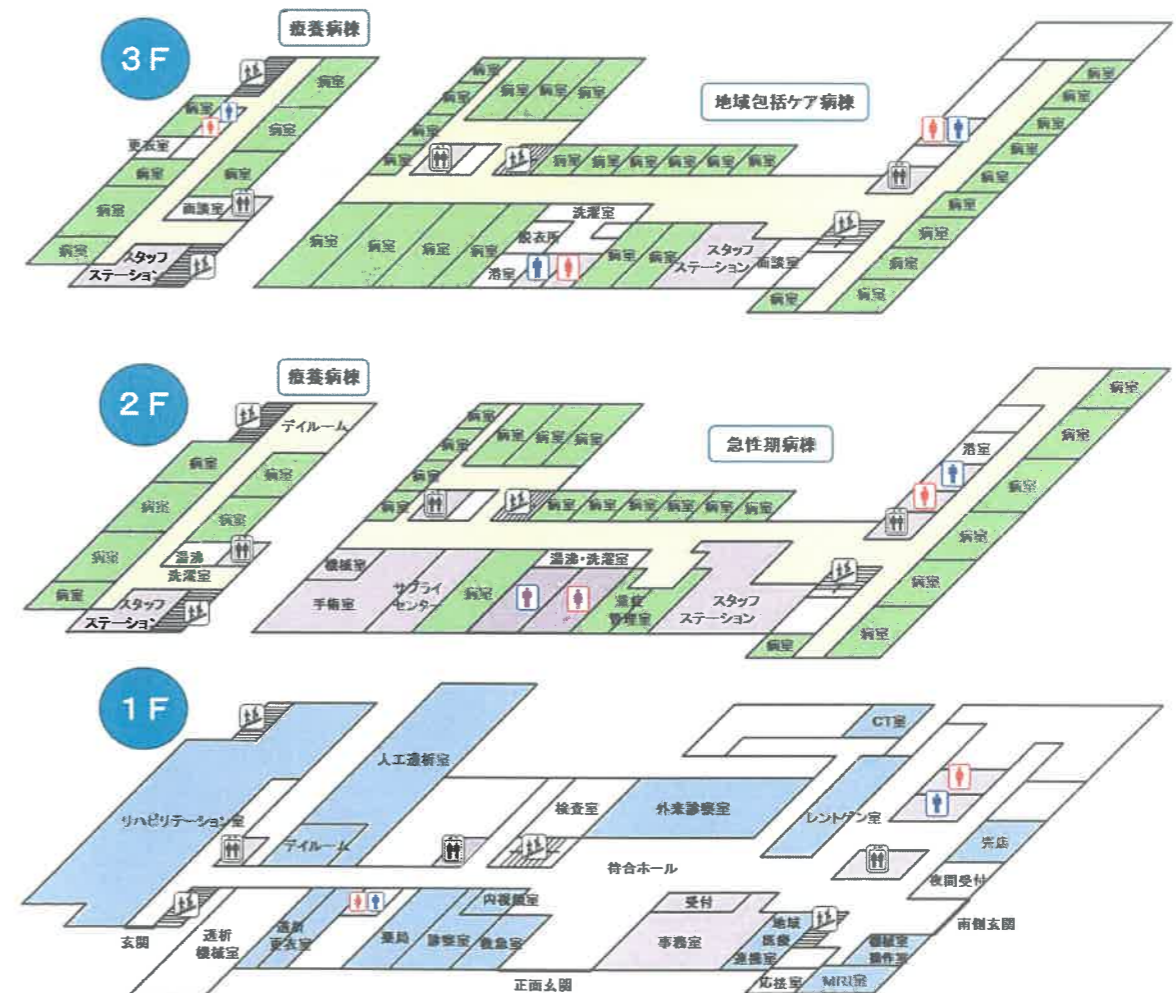 3F
療養病棟
地域包括ケア病棟
病室
病室
更衣室
病室
病室
病室
病室
病室
病室
面談室
スタッフ
ステーション
病室
病室
病室
病室
病室
病室
病室 病室 病室 病室 病室 病室
洗濯室
脱衣所
浴室
病室
病室
病室
病室
病室
病室
スタッフ
ステーション
面談室
病室
病室
病室
病室
病室
病室
病室
病室
病室
病室
2F
療養病棟
急性期病棟
デイルーム
病室
病室
病室
病室
病室
病室
湯沸
洗濯室
スタッフ
ステーション
病室
病室
病室
病室
病室 病室 病室
病室 病室 病室 病室 病室 病室
機械室
手術室
サプライ
センター
病室
湯沸・洗濯室
管理室
スタッフ
ステーション
浴室
病室
病室
病室
病室
病室
病室
病室
1F
リハビリテーション室
人工透析室
デイルーム
検査室
外来診察室
CT室
レントゲン室
売店
夜間受付
南側玄関
待合ホール
玄関
透析
機械室
透析
更衣室
薬局
診察室
内視鏡室
救急室
受付
事務室
地域
医療
連携室
応接室
機械室
操作室
MRI室
正面玄関